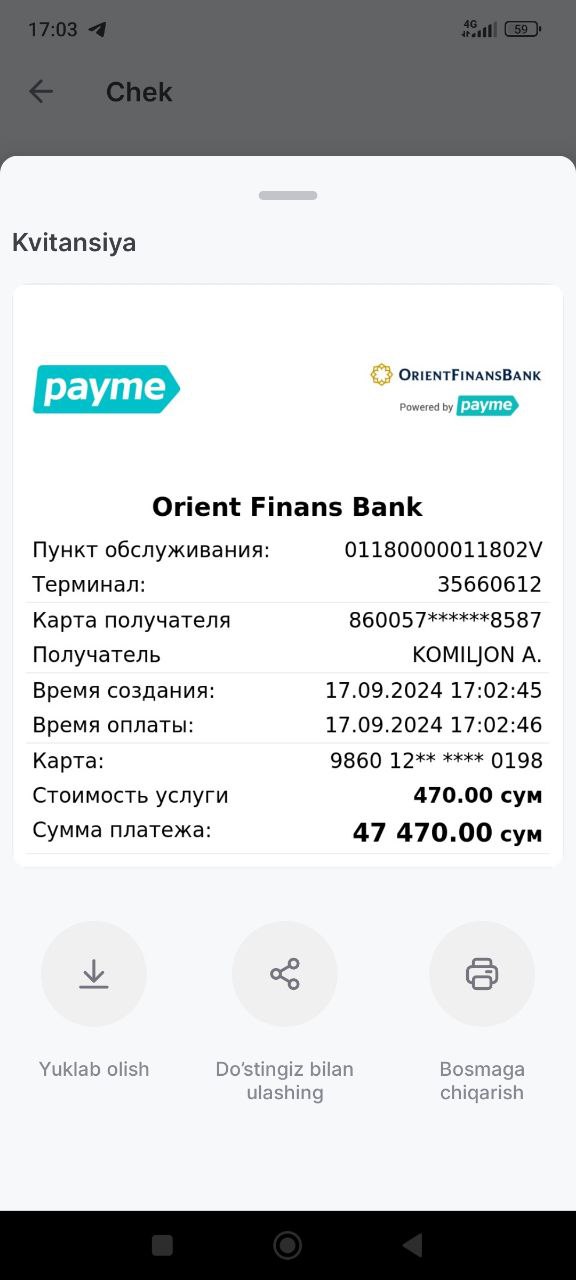 17:03
4G
59
Chek
Kvitansiya
payme
ORIENTFINANSBANK
Powered by payme
Orient Finans Bank
Пункт обслуживания: 01180000011802V
Терминал: 35660612
Карта получателя 860057******8587
Получатель KOMILJON A.
Время создания: 17.09.2024 17:02:45
Время оплаты: 17.09.2024 17:02:46
Карта: 9860 12** **** 0198
Стоимость услуги 470.00 сум
Сумма платежа: 47 470.00 сум
Yuklab olish
Do‘stingiz bilan
ulashing
Bosmaga
chiqarish